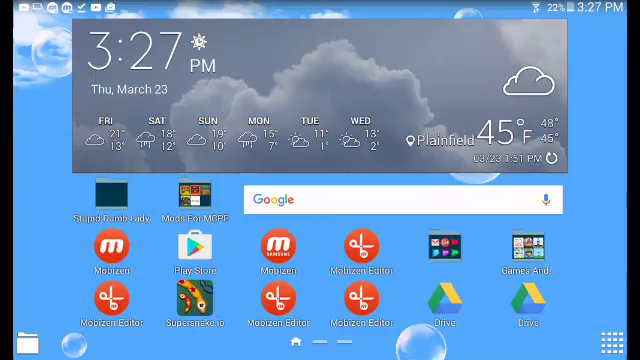 22% 3:27 PM
3:27 PM
Thu, March 23
FRI SAT SUN MON TUE WED
21° 18° 19° 15° 11° 13°
13° 12° 10° 7° 1° 2°
Plainfield 45°F 48° 45°
03/23 1:51 PM
Google
Stupid Dumb Lady Mods For MCPE
Mobizen Play Store Mobizen Mobizen Editor Games And...
Mobizen Editor Supersnake.io Mobizen Editor Mobizen Editor Drive Drive